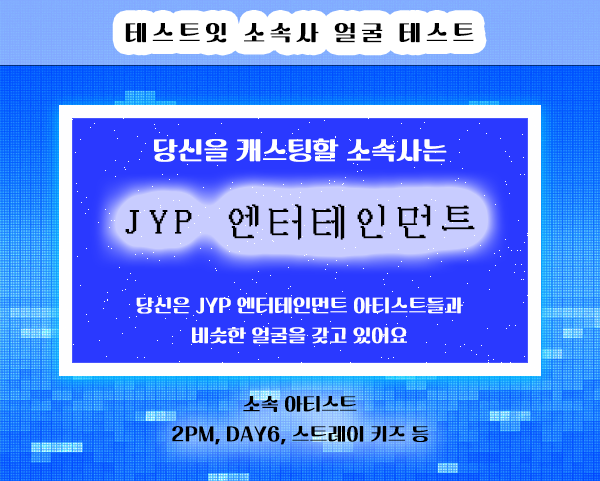 테스트잇 소속사 얼굴 테스트
당신을 캐스팅할 소속사는
JYP 엔터테인먼트
당신은 JYP 엔터테인먼트 아티스트들과
비슷한 얼굴을 갖고 있어요
소속 아티스트
2PM, DAY6, 스트레이 키즈 등